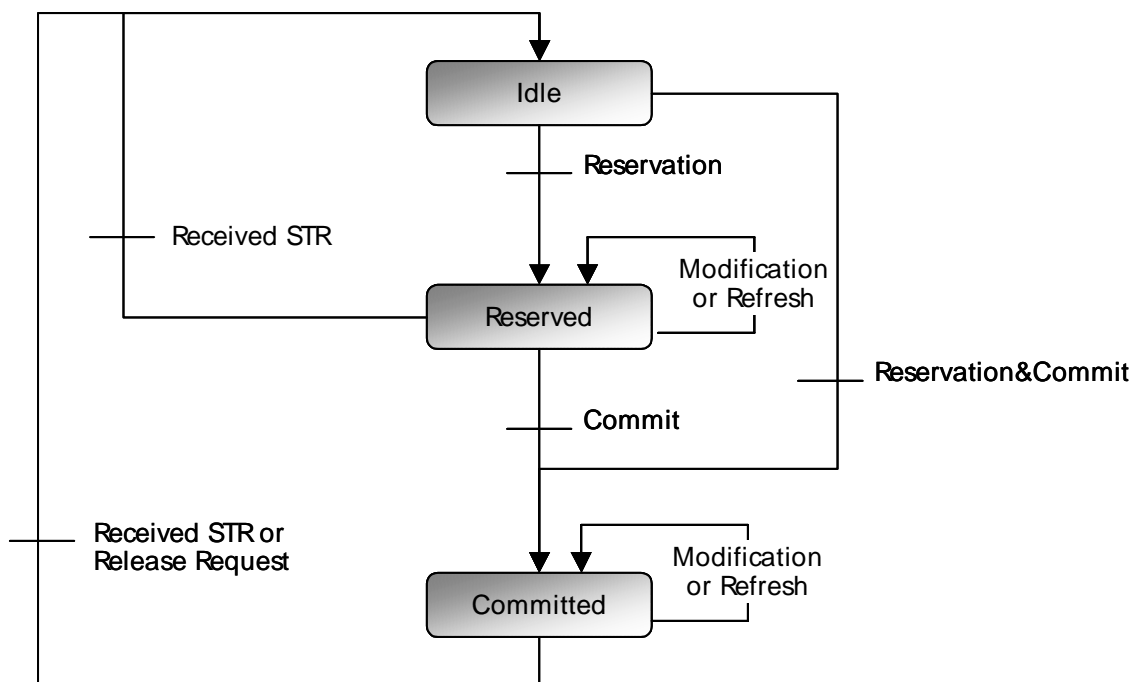 Idle
Reservation
Received STR
Modification
or Refresh
Reserved
Reservation&Commit
Commit
Received STR or
Release Request
Modification
or Refresh
Committed